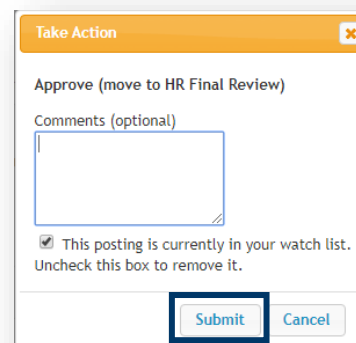 Take Action
Approve (move to HR Final Review)
Comments (optional)
This posting is currently in your watch list.
Uncheck this box to remove it.
Submit Cancel